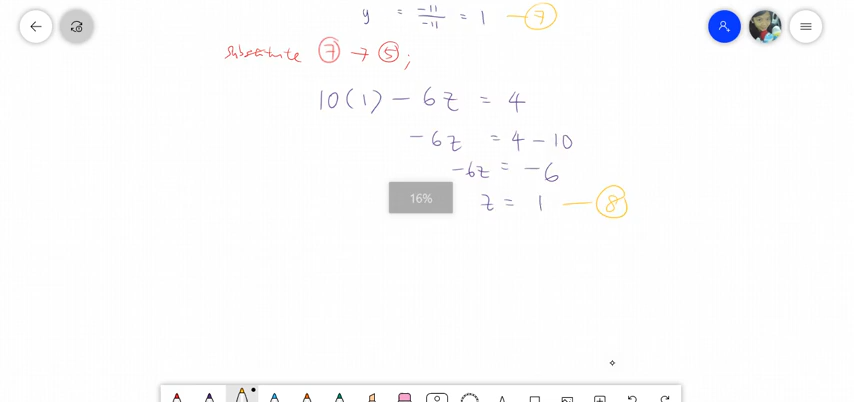 y = -11/-11 = 1 — ⑦
substitute ⑦ → ⑤ ;
10(1) - 6z = 4
-6z = 4 - 10
-6z = -6
16%
z = 1 — ⑧